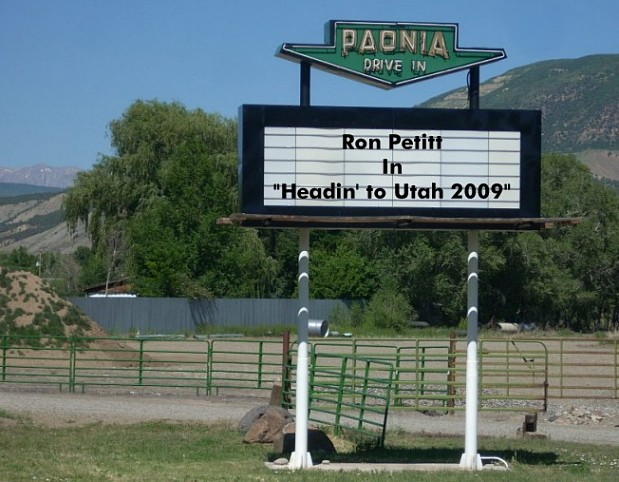 PAONIA
DRIVE IN
Ron Petitt
In
"Headin' to Utah 2009"